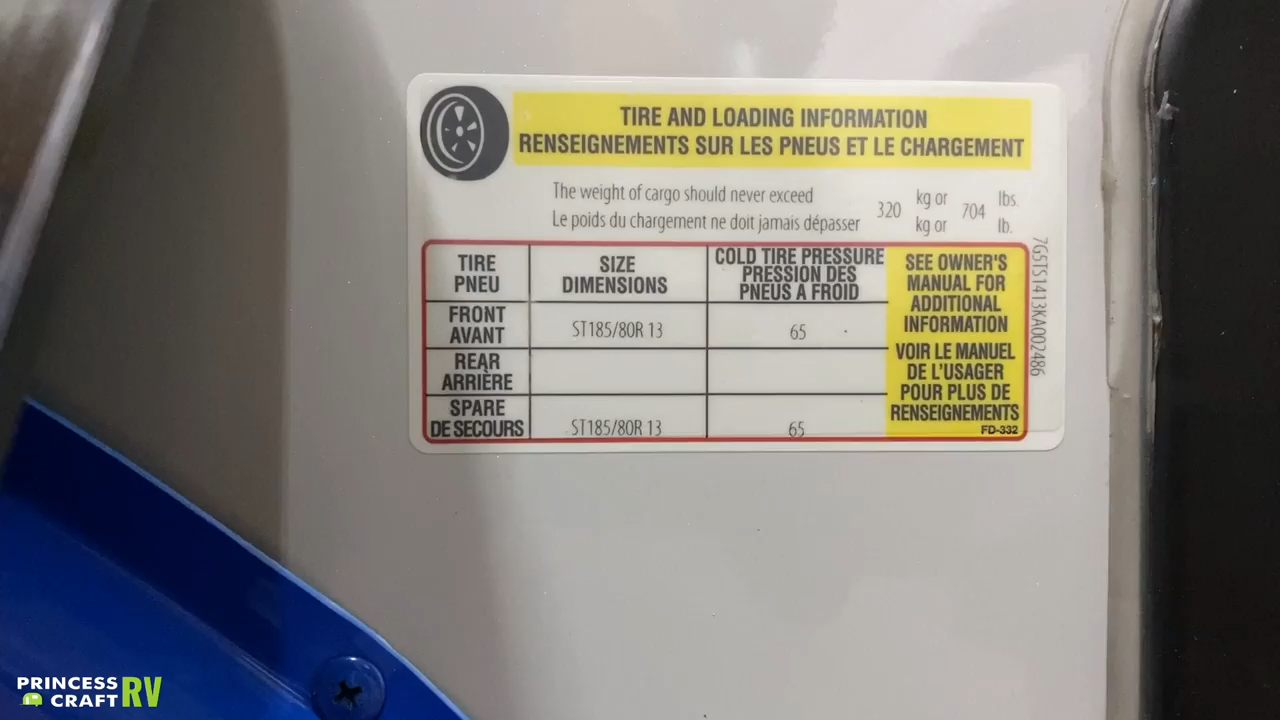 TIRE AND LOADING INFORMATION
RENSEIGNEMENTS SUR LES PNEUS ET LE CHARGEMENT
The weight of cargo should never exceed 320 kg or 704 lbs.
Le poids du chargement ne doit jamais dépasser kg or lb.
TIRE
PNEU
SIZE
DIMENSIONS
COLD TIRE PRESSURE
PRESSION DES
PNEUS A FROID
FRONT
AVANT
ST185/80R 13
65
REAR
ARRIÈRE
SPARE
DE SECOURS
ST185/80R 13
65
SEE OWNER'S
MANUAL FOR
ADDITIONAL
INFORMATION
VOIR LE MANUEL
DE L'USAGER
POUR PLUS DE
RENSEIGNEMENTS
FD-332
7G5TS1413KA002486
PRINCESS
CRAFT RV